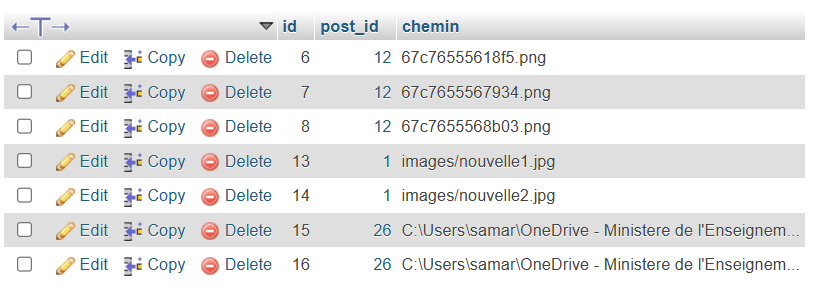 id post_id chemin
Edit Copy Delete 6 12 67c76555618f5.png
Edit Copy Delete 7 12 67c7655567934.png
Edit Copy Delete 8 12 67c7655568b03.png
Edit Copy Delete 13 1 images/nouvelle1.jpg
Edit Copy Delete 14 1 images/nouvelle2.jpg
Edit Copy Delete 15 26 C:\Users\samar\OneDrive - Ministere de l'Enseignem...
Edit Copy Delete 16 26 C:\Users\samar\OneDrive - Ministere de l'Enseignem...